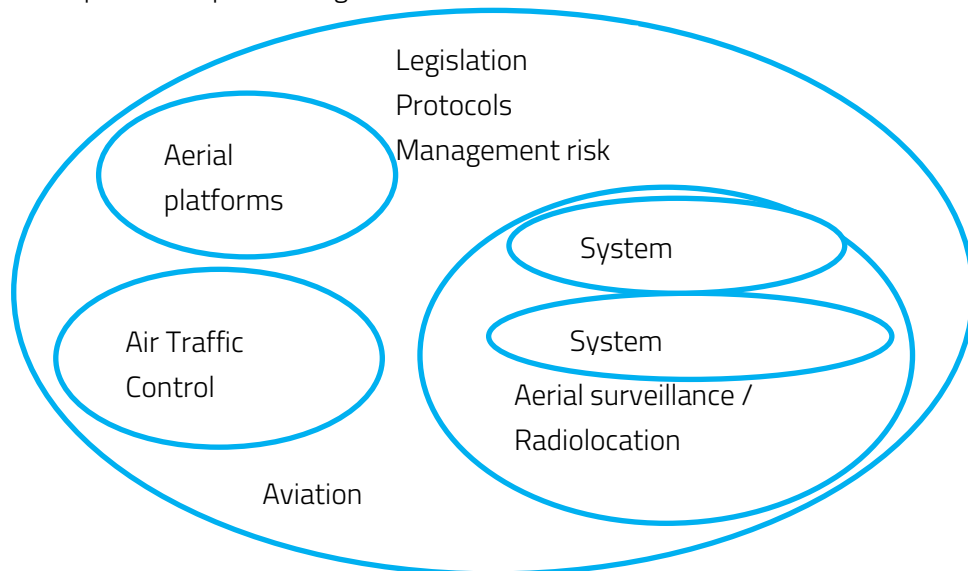 Legislation
Protocols
Management risk
Aerial
platforms
System
System
Air Traffic
Control
Aerial surveillance /
Radiolocation
Aviation